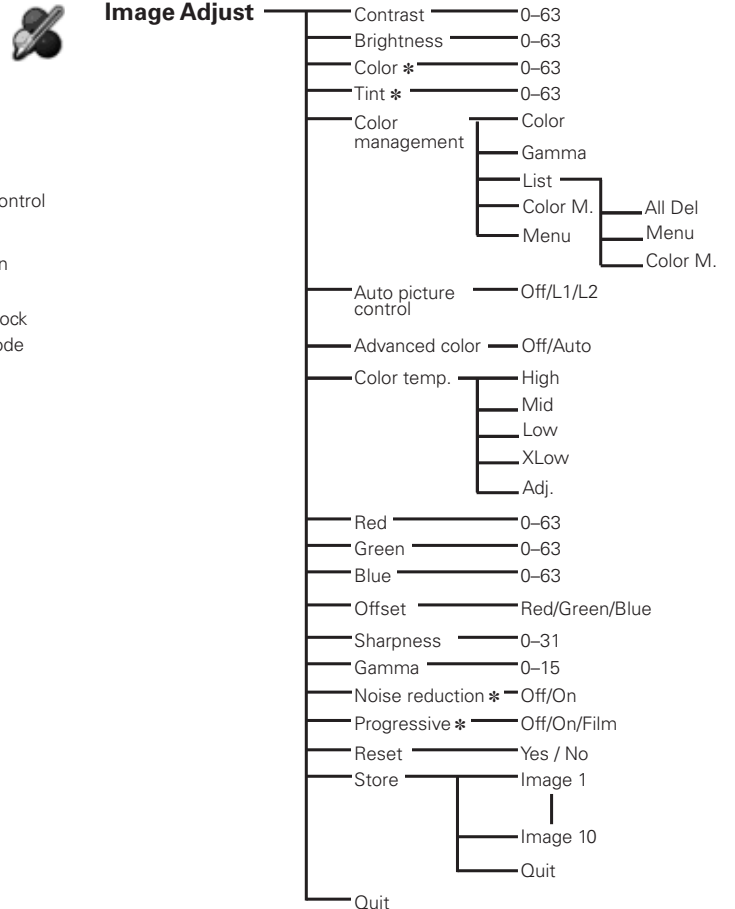 Image Adjust
Contrast 0–63
Brightness 0–63
Color ✻ 0–63
Tint ✻ 0–63
Color
management
Color
Gamma
List
Color M.
Menu
All Del
Menu
Color M.
ontrol
n
ock
ode
Auto picture
control
Off/L1/L2
Advanced color Off/Auto
Color temp. High
Mid
Low
XLow
Adj.
Red 0–63
Green 0–63
Blue 0–63
Offset Red/Green/Blue
Sharpness 0–31
Gamma 0–15
Noise reduction ✻ Off/On
Progressive ✻ Off/On/Film
Reset Yes / No
Store Image 1
Image 10
Quit
Quit